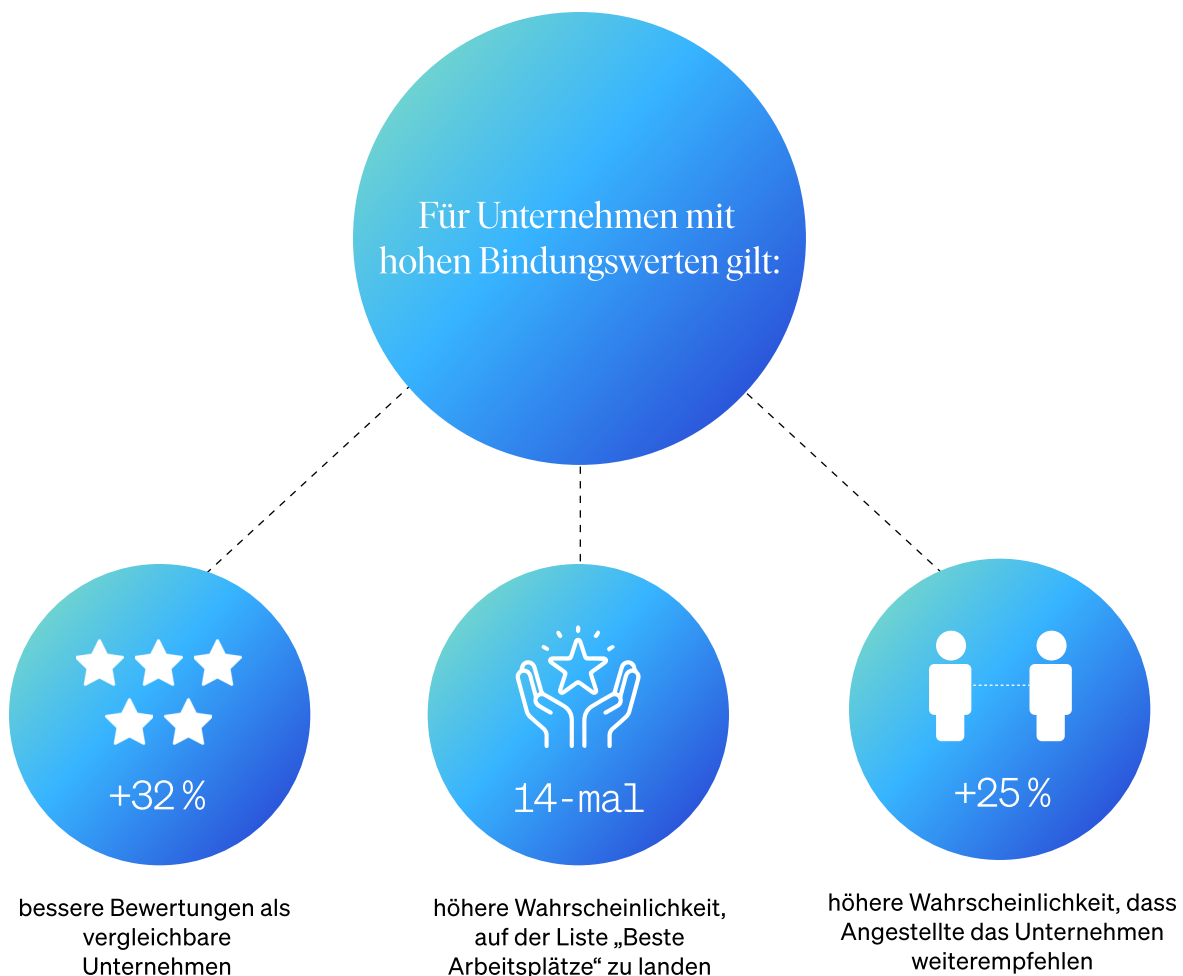 Für Unternehmen mit
hohen Bindungswerten gilt:
+32 %
bessere Bewertungen als
vergleichbare
Unternehmen
14-mal
höhere Wahrscheinlichkeit,
auf der Liste „Beste
Arbeitsplätze“ zu landen
+25 %
höhere Wahrscheinlichkeit, dass
Angestellte das Unternehmen
weiterempfehlen